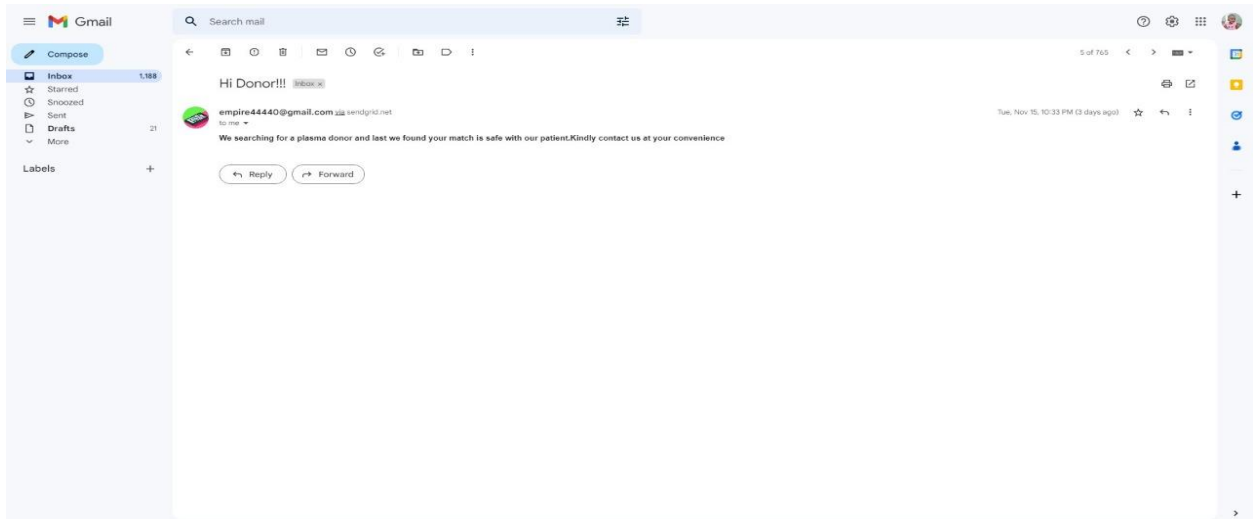 Gmail
Search mail
Compose
Inbox 1,188
Starred
Snoozed
Sent
Drafts 21
More
Labels
5 of 765
Hi Donor!!! Inbox x
empire44440@gmail.com via sendgrid.net
Tue, Nov 15, 10:33 PM (3 days ago)
to me
We searching for a plasma donor and last we found your match is safe with our patient.Kindly contact us at your convenience
Reply Forward